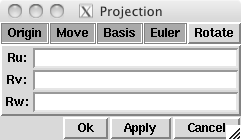 Projection
Origin Move Basis Euler Rotate
Ru:
Rv:
Rw:
Ok Apply Cancel